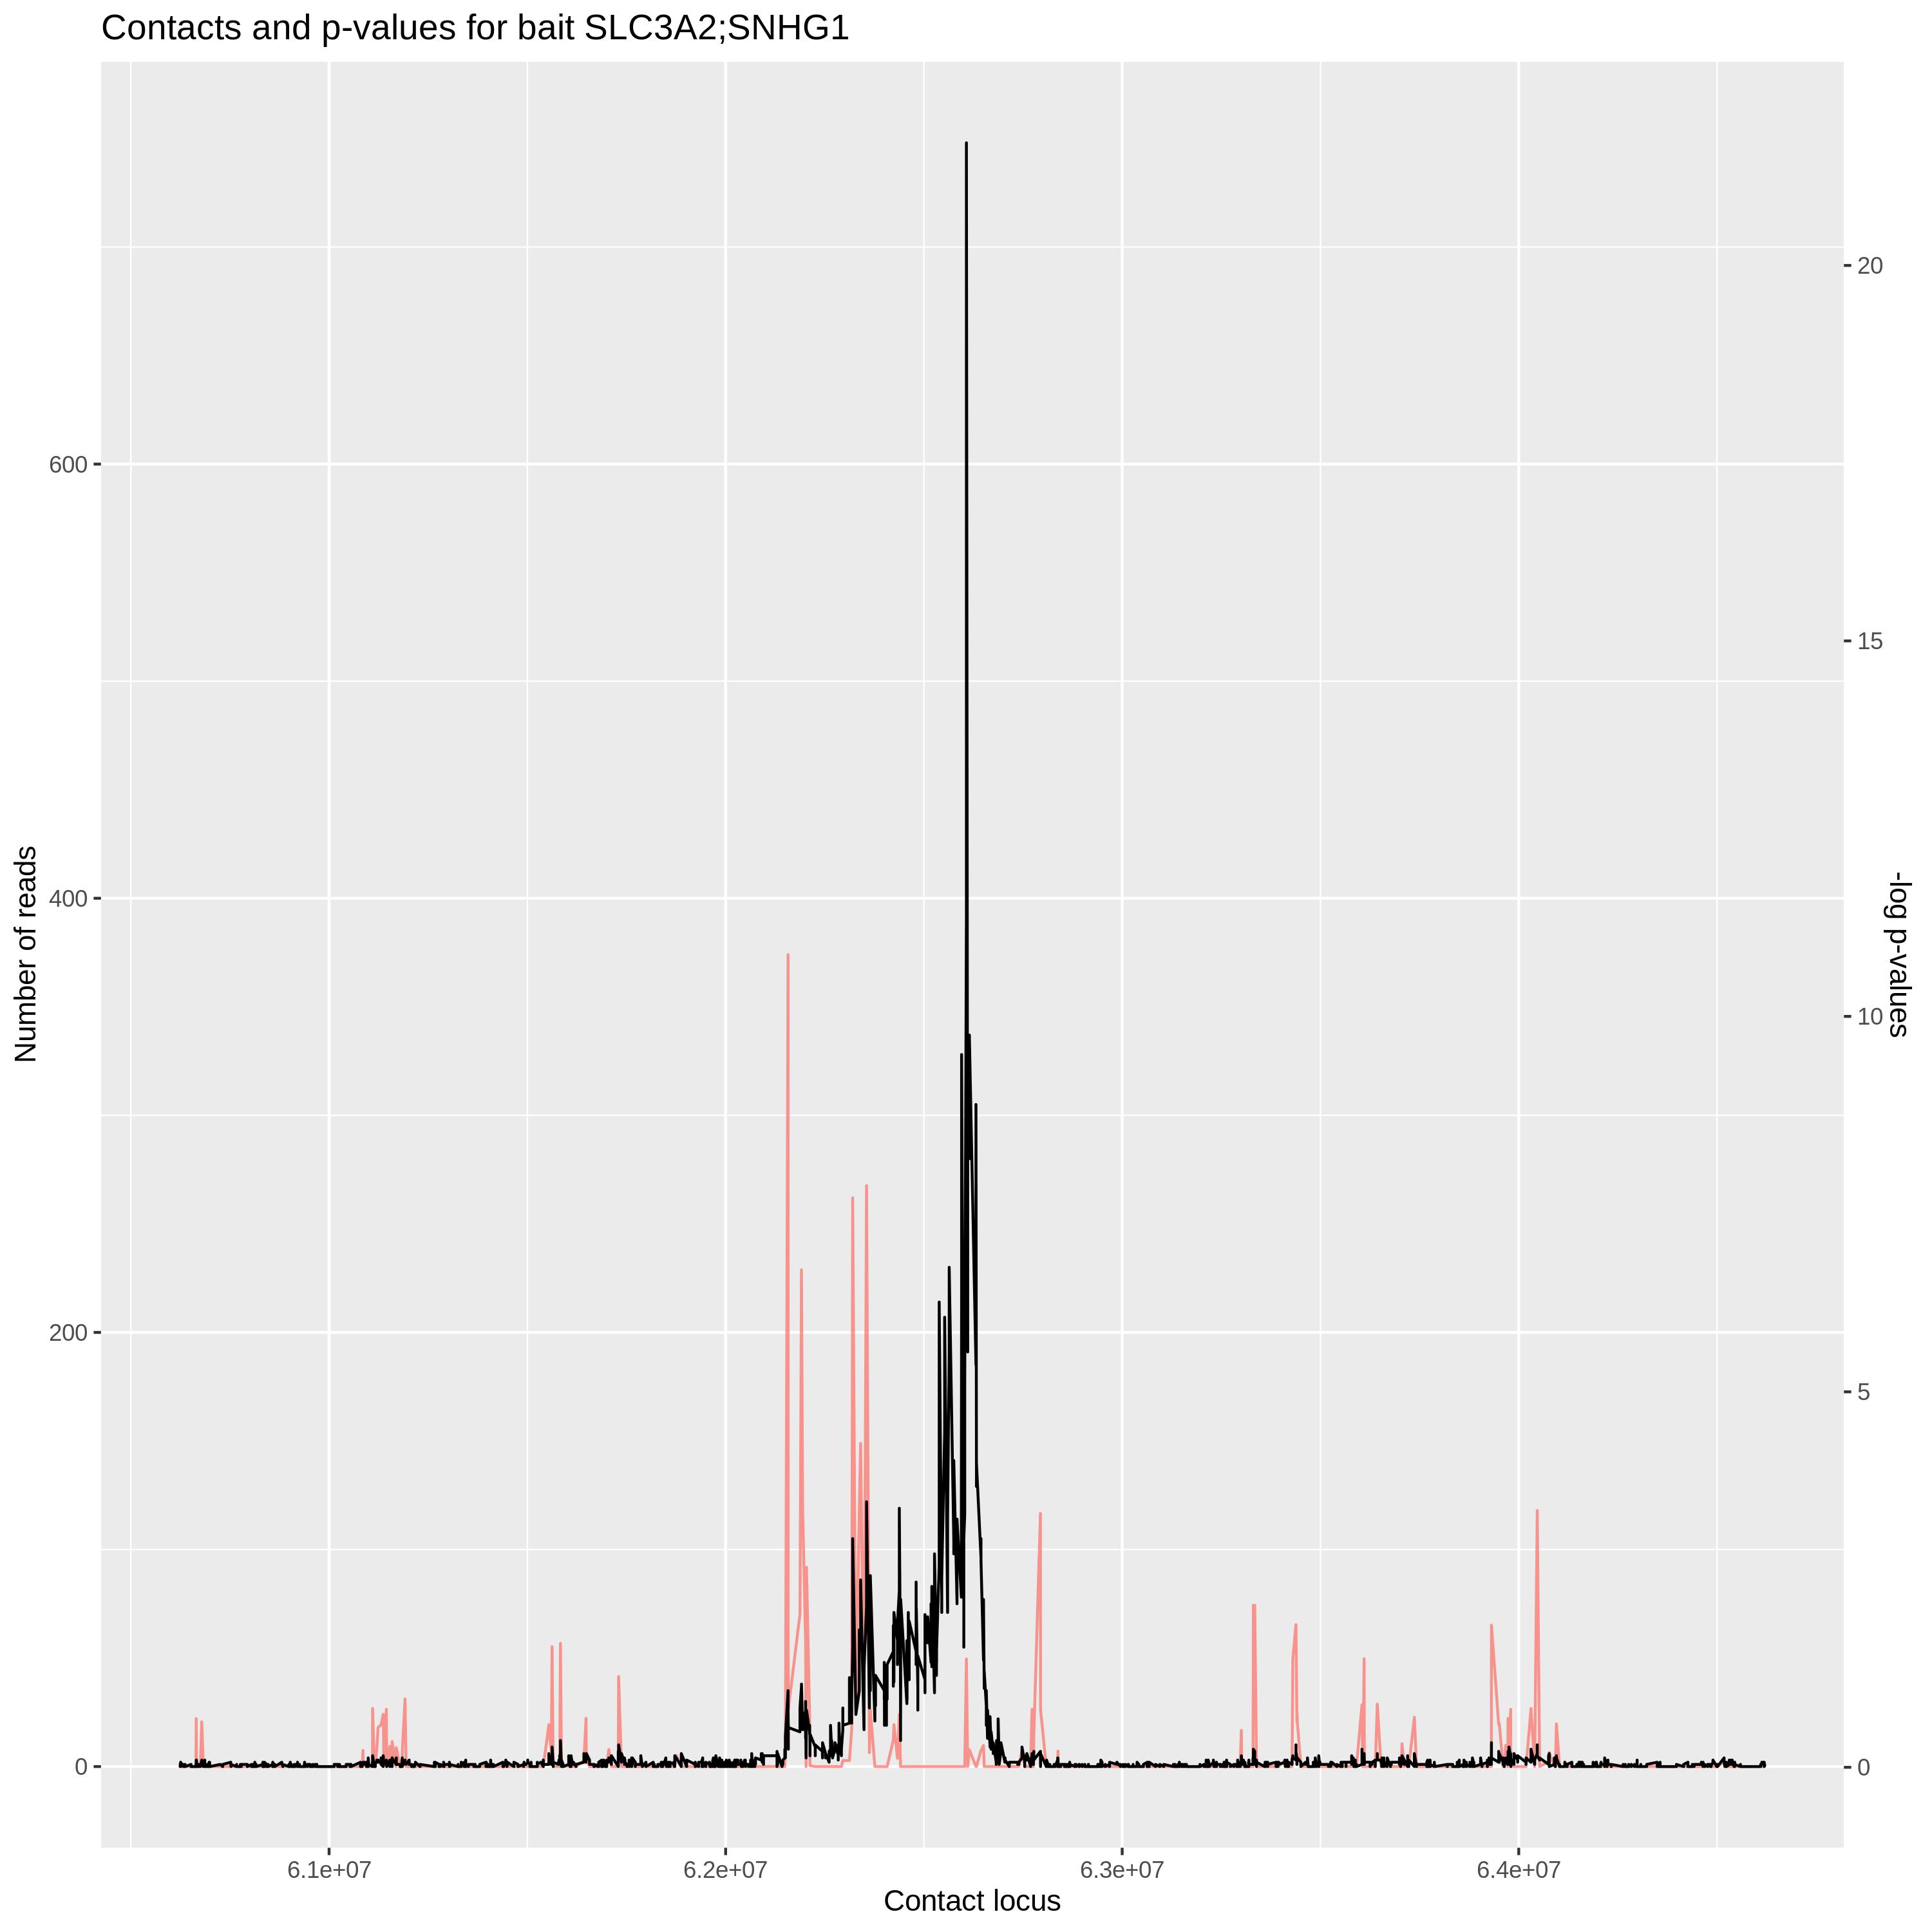 Contacts and p-values for bait SLC3A2;SNHG1
Number of reads
600
400
200
0
20
15
10
5
0
-log p-values
6.1e+07
6.2e+07
6.3e+07
6.4e+07
Contact locus